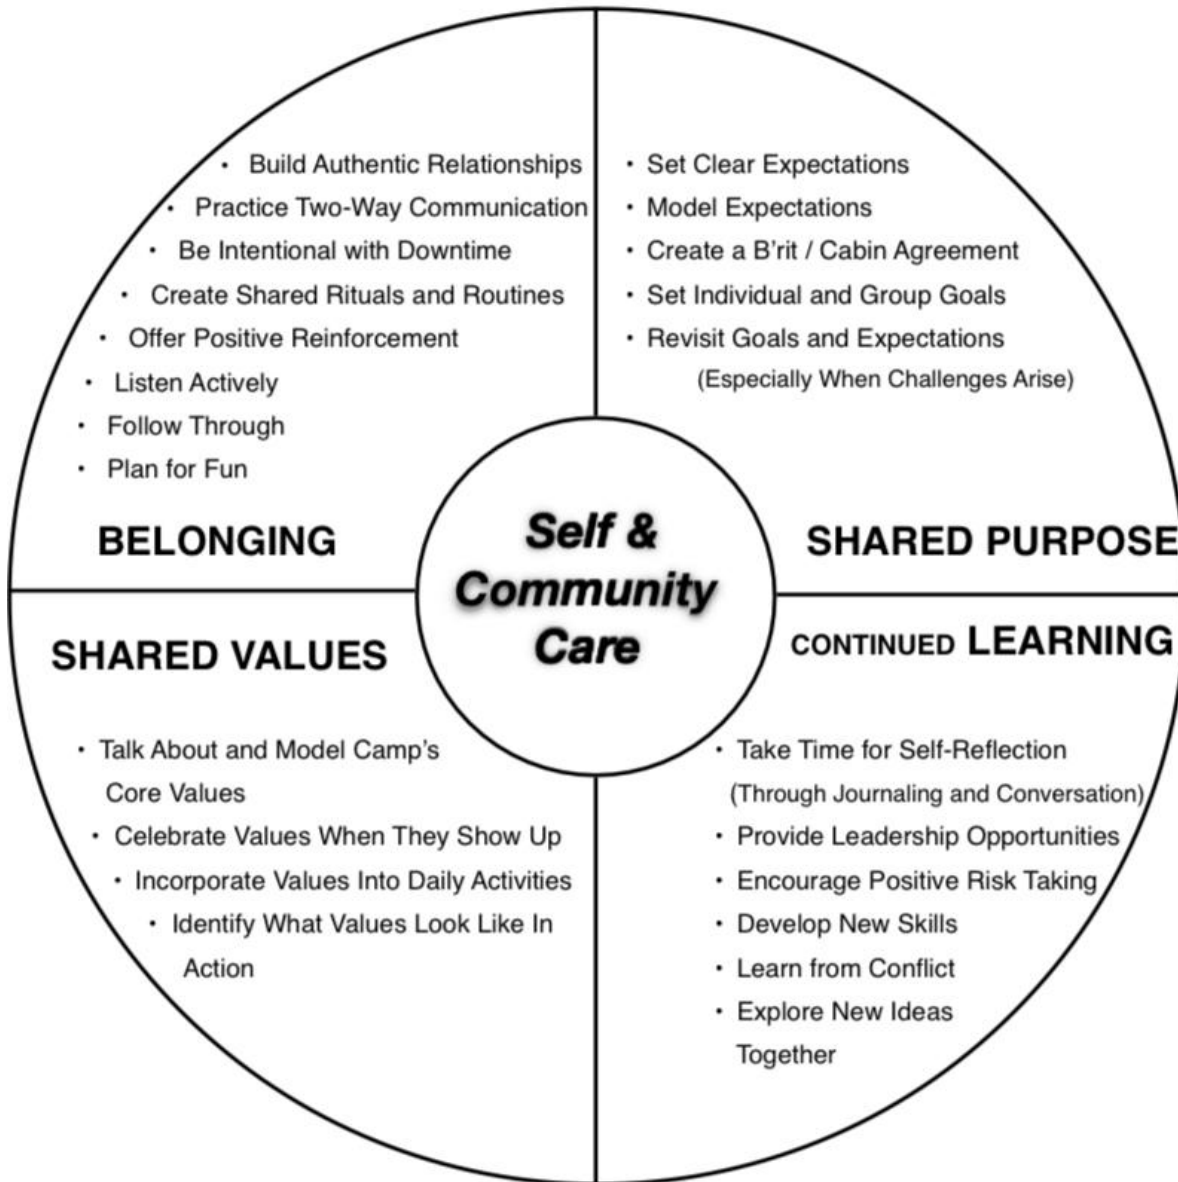 · Build Authentic Relationships
· Practice Two-Way Communication
· Be Intentional with Downtime
· Create Shared Rituals and Routines
· Offer Positive Reinforcement
· Listen Actively
· Follow Through
· Plan for Fun
BELONGING
· Set Clear Expectations
· Model Expectations
· Create a B'rit / Cabin Agreement
· Set Individual and Group Goals
· Revisit Goals and Expectations
(Especially When Challenges Arise)
SHARED PURPOSE
Self &
Community
Care
SHARED VALUES
· Talk About and Model Camp's
Core Values
· Celebrate Values When They Show Up
· Incorporate Values Into Daily Activities
· Identify What Values Look Like In
Action
CONTINUED LEARNING
· Take Time for Self-Reflection
(Through Journaling and Conversation)
· Provide Leadership Opportunities
· Encourage Positive Risk Taking
· Develop New Skills
· Learn from Conflict
· Explore New Ideas
Together